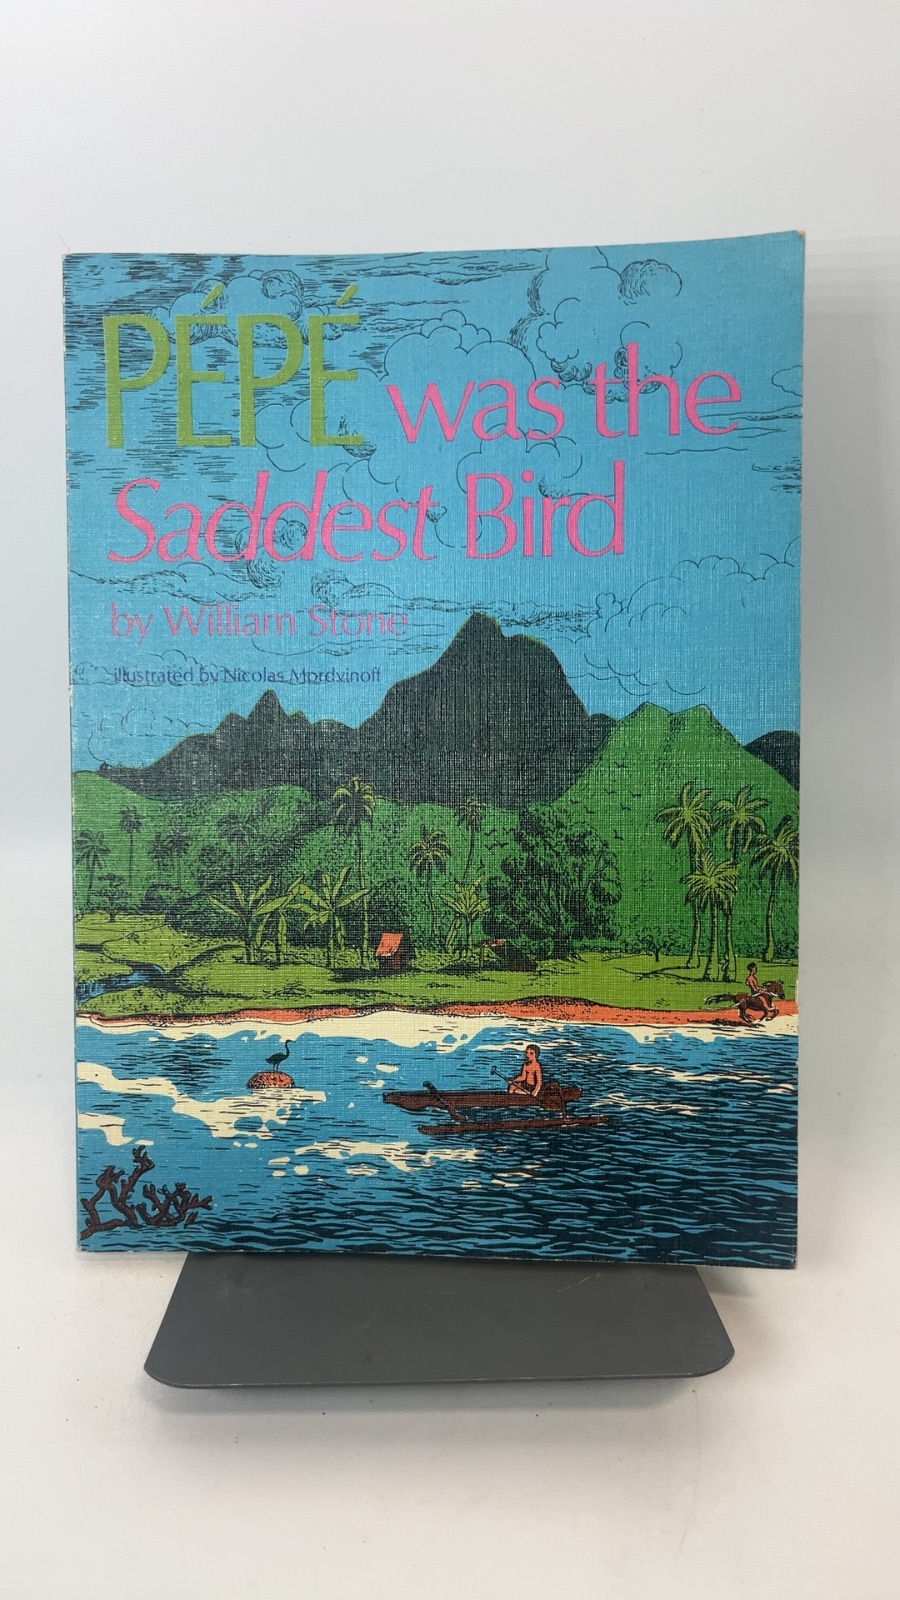 PÉPÉ was the
Saddest Bird
by William Stone
illustrated by Nicolas Mordvinoff